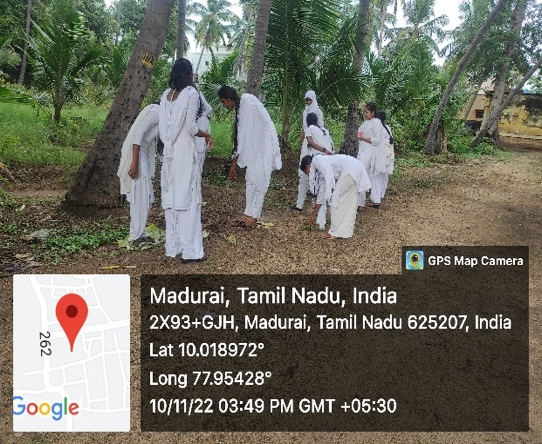 GPS Map Camera
Madurai, Tamil Nadu, India
2X93+GJH, Madurai, Tamil Nadu 625207, India
Lat 10.018972°
Long 77.95428°
10/11/22 03:49 PM GMT +05:30
262
Google